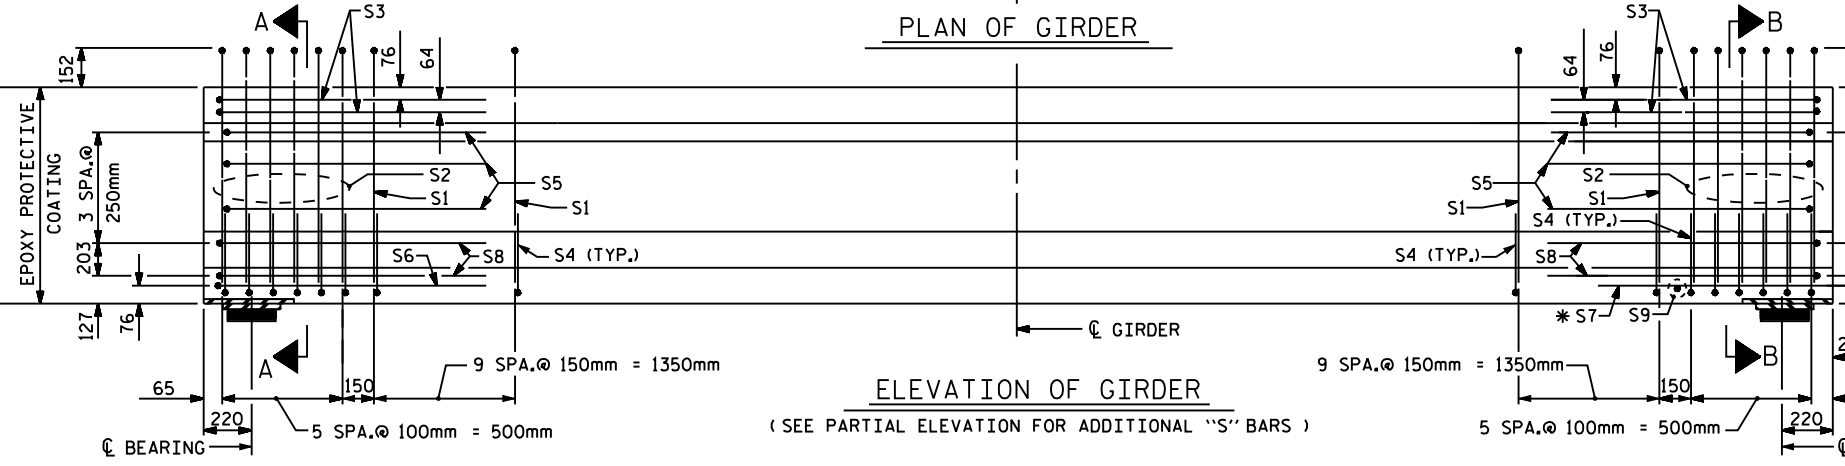 PLAN OF GIRDER
A
S3
S3
B
152
76
64
64
76
EPOXY PROTECTIVE
COATING
3 SPA.@
250mm
203
127
76
S2
S1
S5
S1
S6
S8
S4 (TYP.)
S5
S2
S1
S1
S4 (TYP.)
S4 (TYP.)
S8
✱ S7
S9
℄ GIRDER
A
B
9 SPA.@ 150mm = 1350mm
9 SPA.@ 150mm = 1350mm
65
150
150
220
220
5 SPA.@ 100mm = 500mm
5 SPA.@ 100mm = 500mm
℄ BEARING
ELEVATION OF GIRDER
( SEE PARTIAL ELEVATION FOR ADDITIONAL "S" BARS )